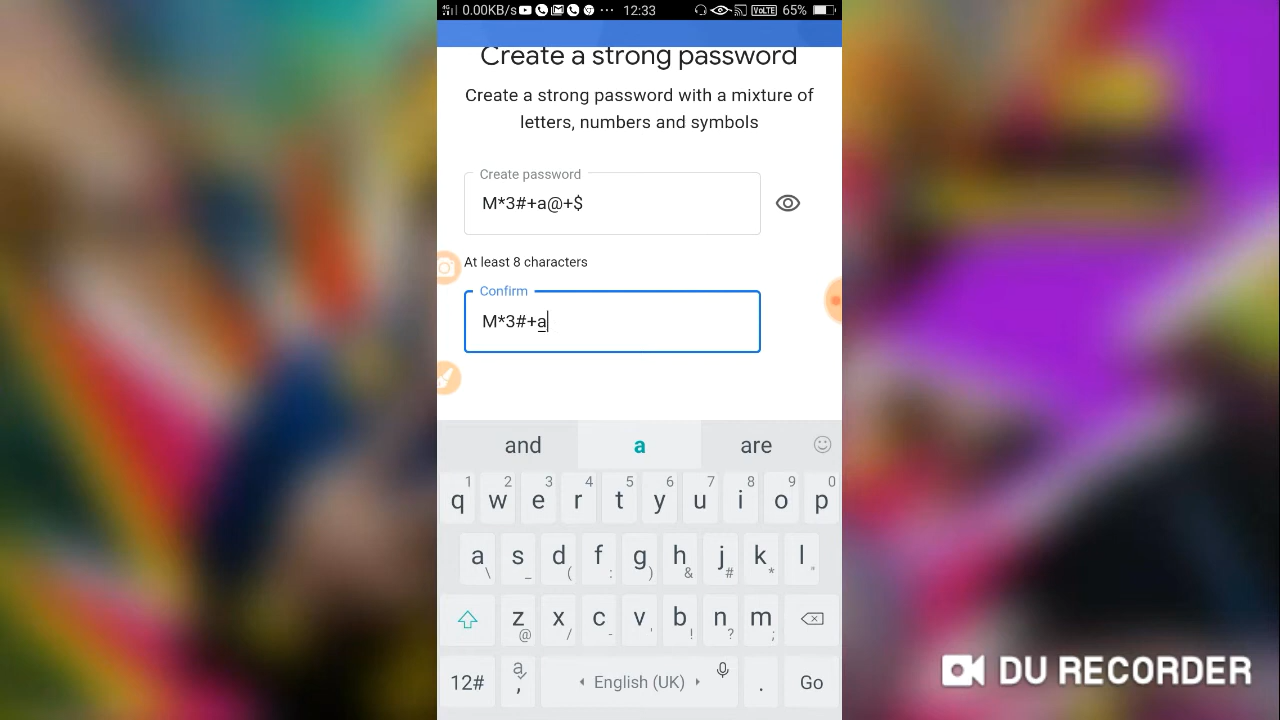 0.00KB/s ··· 12:33 VoLTE 65%
Create a strong password
Create a strong password with a mixture of
letters, numbers and symbols
Create password
M*3#+a@+$
At least 8 characters
Confirm
M*3#+a
and a are
1 2 3 4 5 6 7 8 9 0
q w e r t y u i o p
a s d f g h j k l
\ _ ( : ) & # * "
z x c v b n m
@ / - ' ! ? ;
12# , English (UK) . Go
DU RECORDER